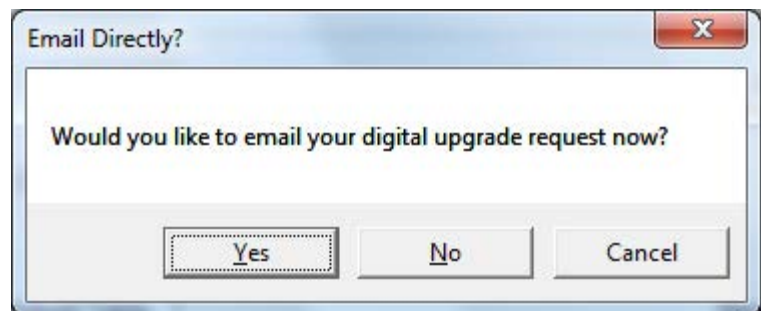 Email Directly?
Would you like to email your digital upgrade request now?
Yes No Cancel